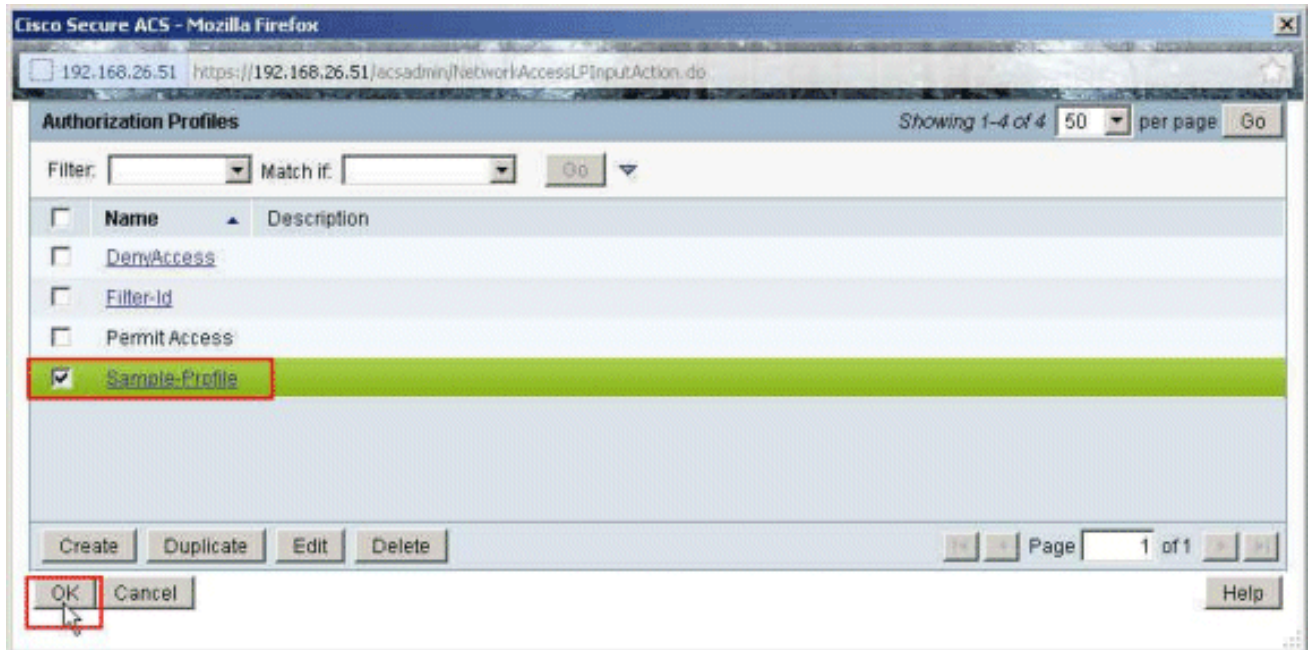 Cisco Secure ACS - Mozilla Firefox
192.168.26.51 https://192.168.26.51/acsadmin/NetworkAccessLPInputAction.do
Authorization Profiles Showing 1-4 of 4 50 per page Go
Filter: Match if: Go
Name Description
DenyAccess
Filter-Id
Permit Access
Sample-Profile
Create Duplicate Edit Delete Page 1 of 1
OK Cancel Help